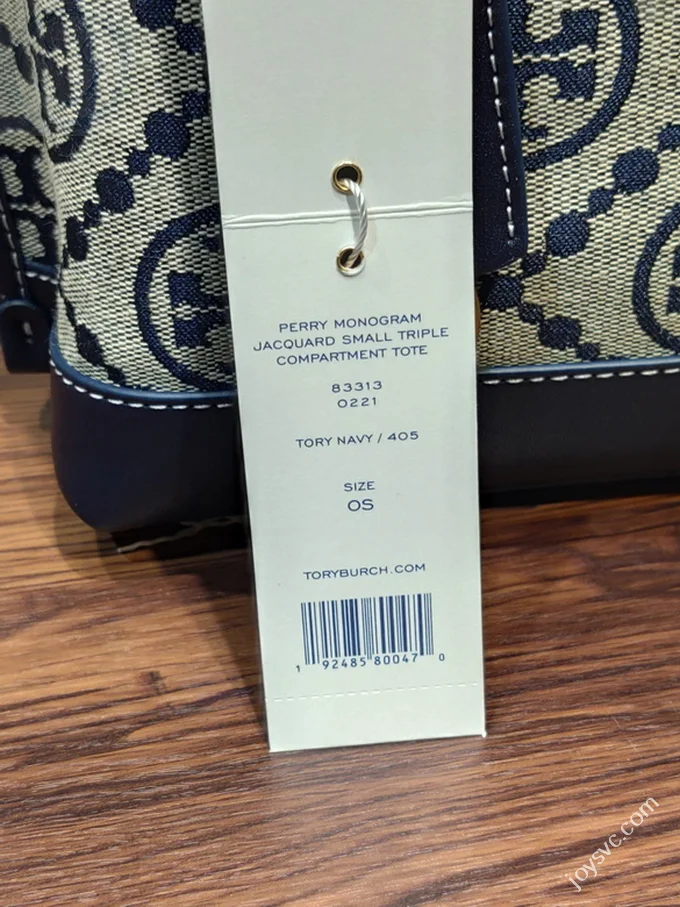 PERRY MONOGRAM
JACQUARD SMALL TRIPLE
COMPARTMENT TOTE
83313
0221
TORY NAVY / 405
SIZE
OS
TORYBURCH.COM
1 92485 80047 0
joysvc.com